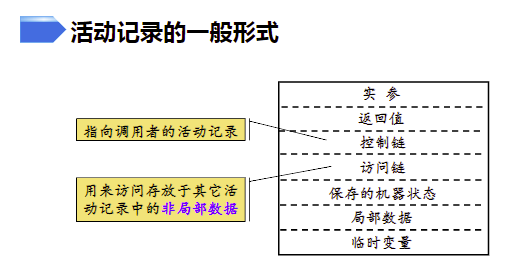 活动记录的一般形式
实 参
返回值
指向调用者的活动记录
控制链
访问链
用来访问存放于其它活
动记录中的非局部数据
保存的机器状态
局部数据
临时变量